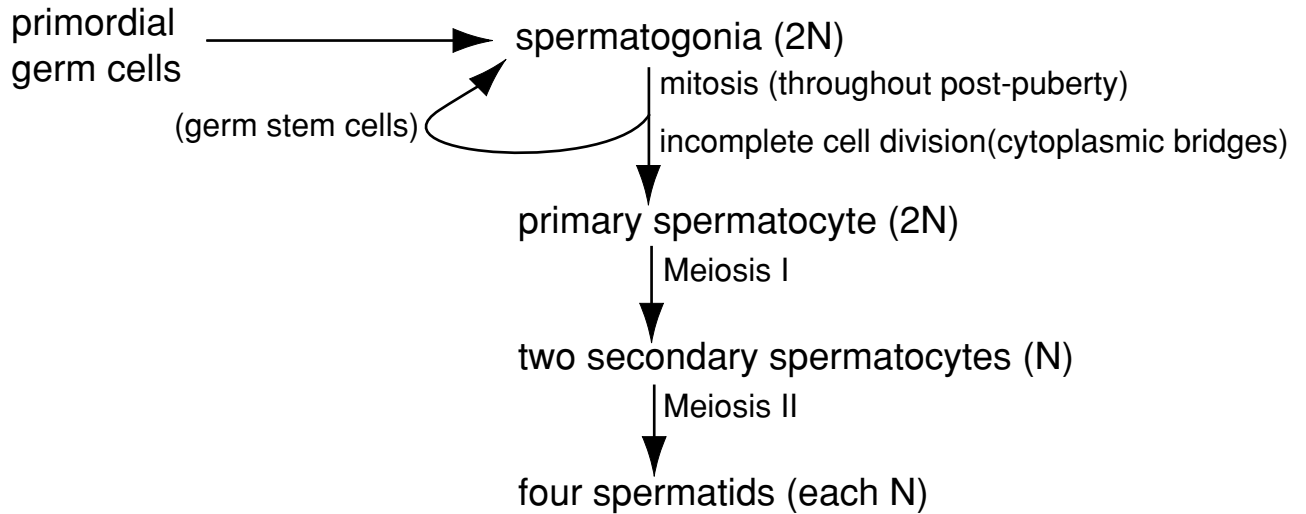 primordial
germ cells
spermatogonia (2N)
mitosis (throughout post-puberty)
(germ stem cells)
incomplete cell division(cytoplasmic bridges)
primary spermatocyte (2N)
Meiosis I
two secondary spermatocytes (N)
Meiosis II
four spermatids (each N)